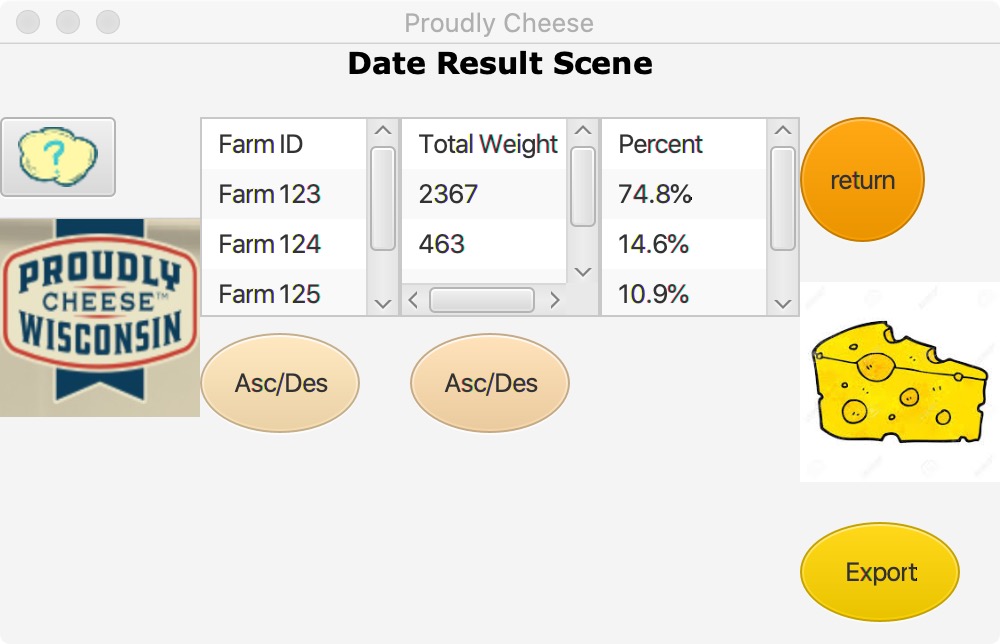 Proudly Cheese
Date Result Scene
?
Farm ID
Farm 123
Farm 124
Farm 125
Total Weight
2367
463
Percent
74.8%
14.6%
10.9%
return
PROUDLY
CHEESE™
WISCONSIN
Asc/Des
Asc/Des
Export